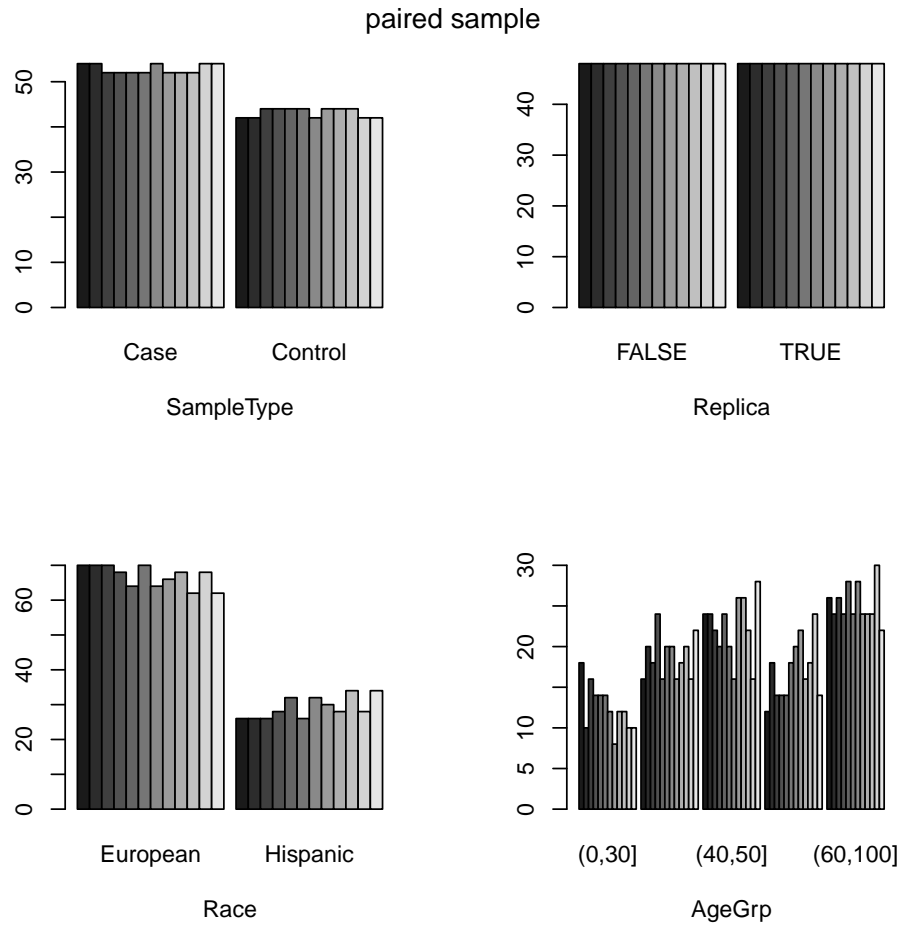 paired sample
50
30
10
0
Case Control
SampleType
40
30
20
10
0
FALSE TRUE
Replica
60
40
20
0
European Hispanic
Race
30
20
10
5
0
(0,30] (40,50] (60,100]
AgeGrp